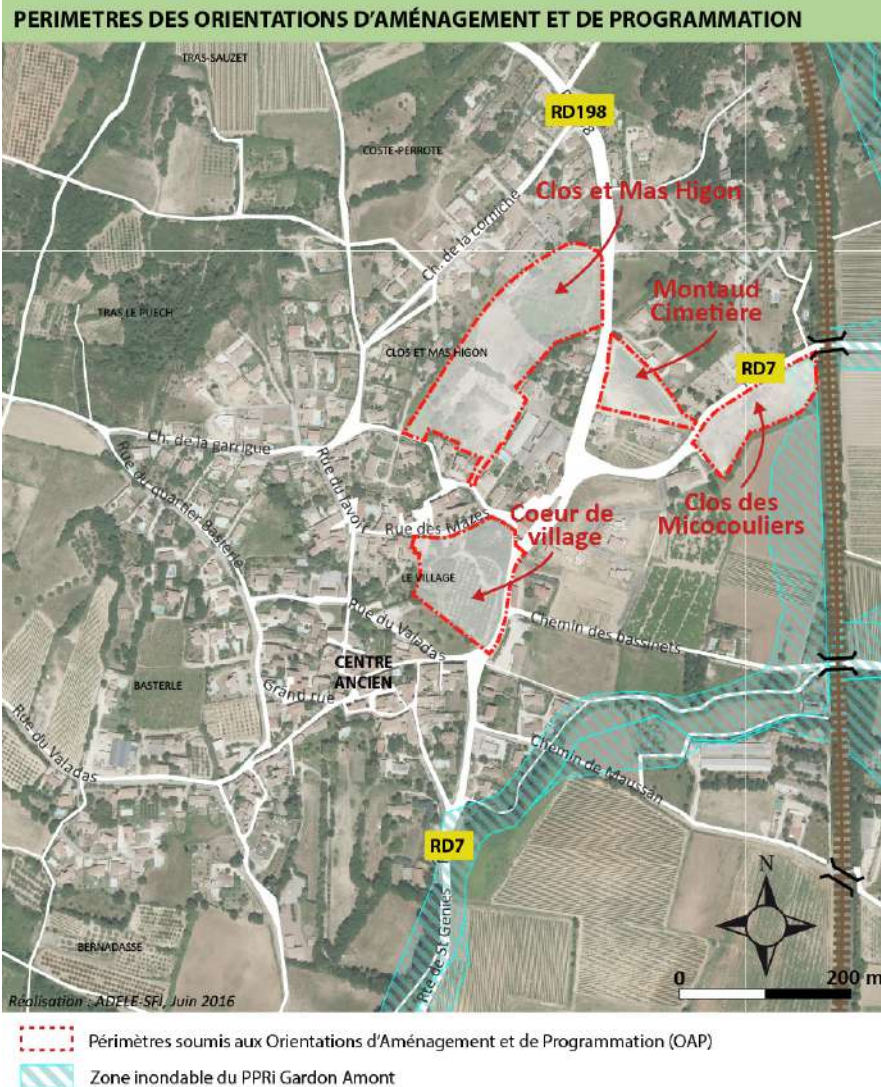 PERIMETRES DES ORIENTATIONS D'AMÉNAGEMENT ET DE PROGRAMMATION
TRAS-SAUZET
RD198
COSTE-PERROTE
Clos et Mas Higon
Ch. de la corniche
Montaud
Cimetière
TRAS LE PUECH
CLOS ET MAS HIGON
RD7
Ch. de la garrigue
Rue du quartier Basterle
Rue du lavoir
Rue des Mazes
Coeur de
village
Clos des
Micocouliers
LE VILLAGE
Rue du Valadas
Chemin des bassinets
CENTRE
ANCIEN
BASTERLE
Grand rue
Rue du Valadas
Chemin de Maussan
RD7
N
BERNADASSE
Rte de St Génies
0 200 m
Réalisation : ADELE-SFI, Juin 2016
Périmètres soumis aux Orientations d'Aménagement et de Programmation (OAP)
Zone inondable du PPRi Gardon Amont